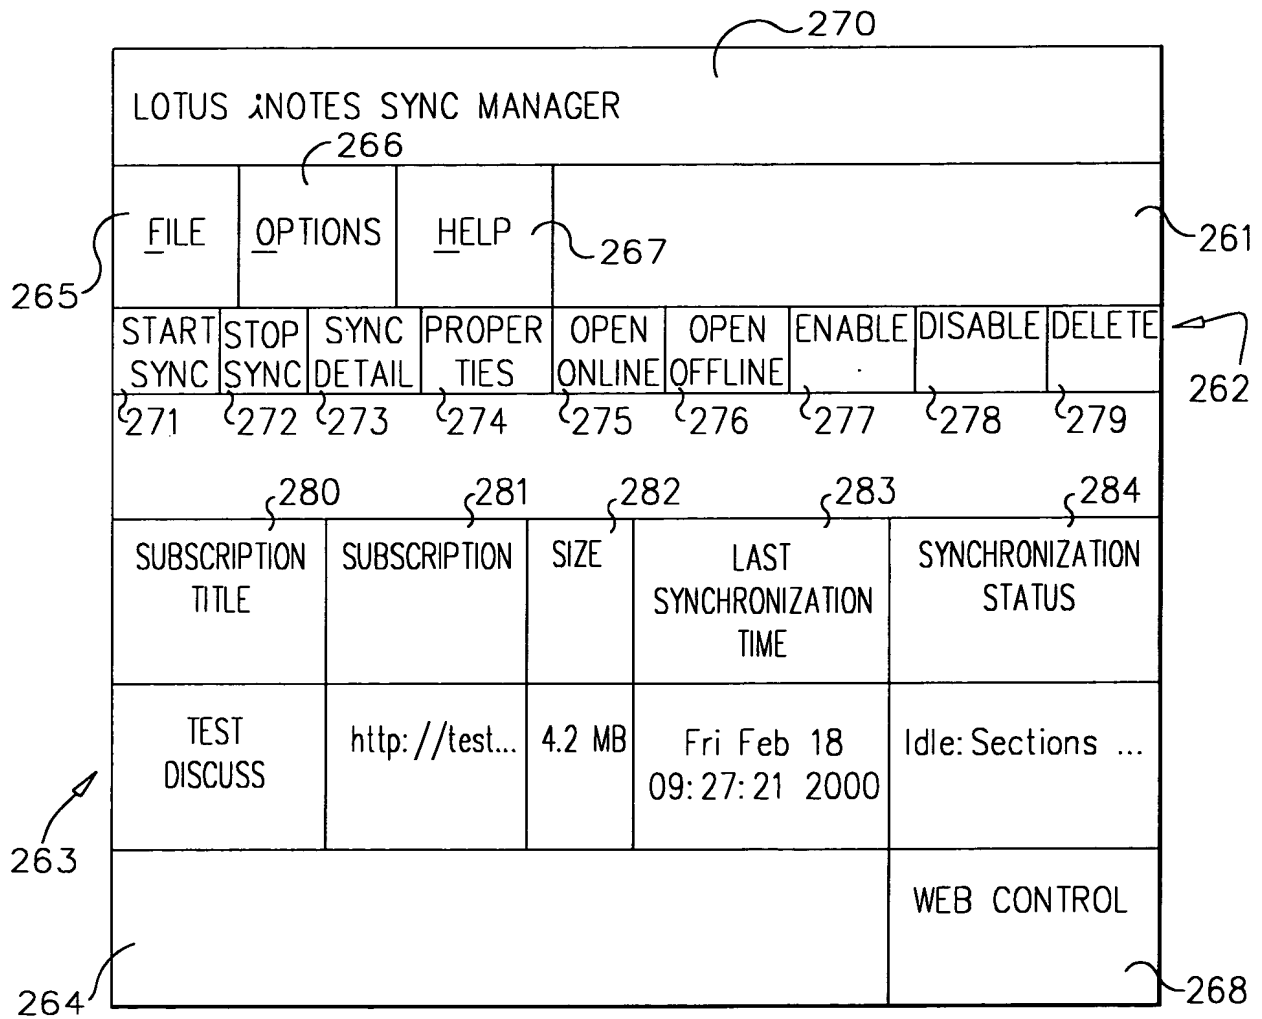 270
LOTUS iNOTES SYNC MANAGER
266
FILE OPTIONS HELP
261
267
265
START SYNC STOP SYNC SYNC DETAIL PROPER TIES OPEN ONLINE OPEN OFFLINE ENABLE DISABLE DELETE
262
271 272 273 274 275 276 277 278 279
280 281 282 283 284
SUBSCRIPTION TITLE SUBSCRIPTION SIZE LAST SYNCHRONIZATION TIME SYNCHRONIZATION STATUS
TEST DISCUSS http://test... 4.2 MB Fri Feb 18 09:27:21 2000 Idle: Sections ...
263
WEB CONTROL
264
268